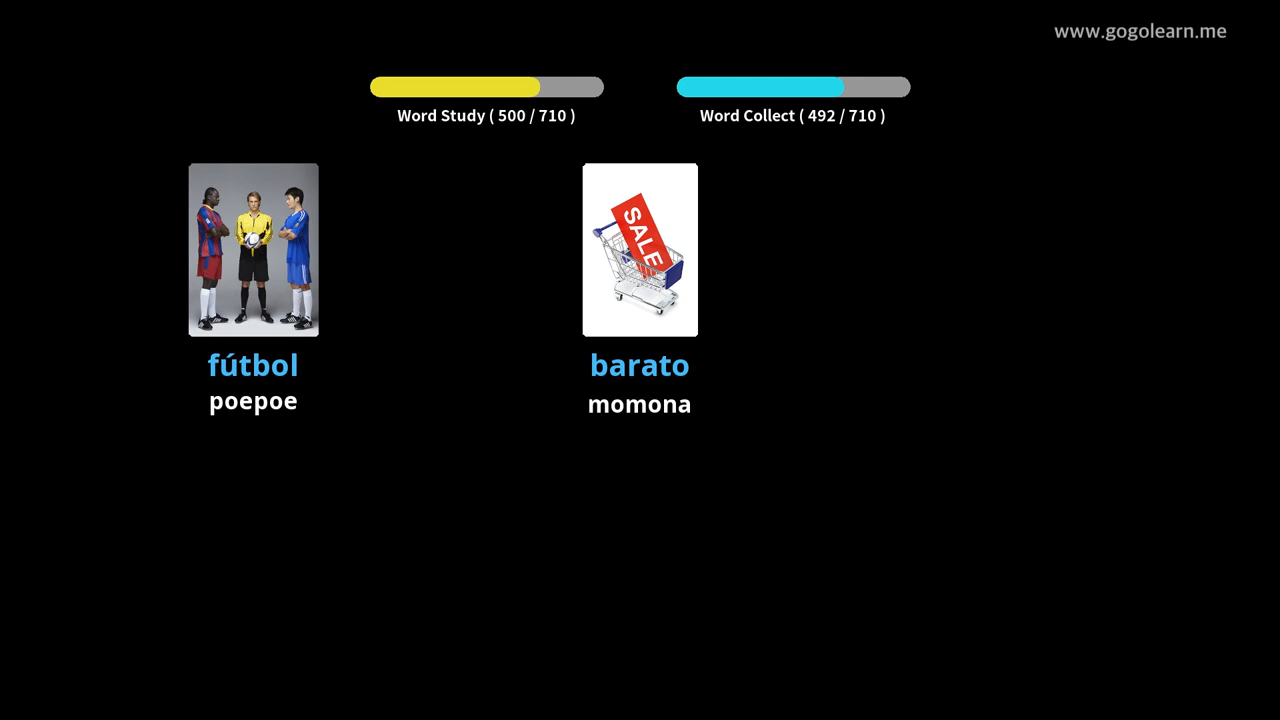 www.gogolearn.me
Word Study ( 500 / 710 )
Word Collect ( 492 / 710 )
SALE
fútbol
poepoe
barato
momona